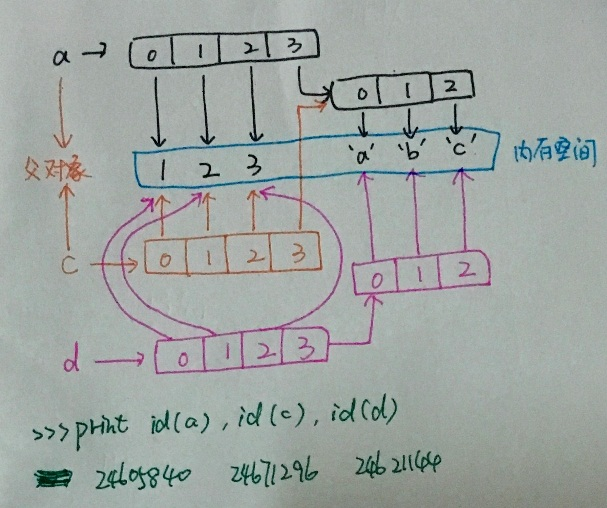 a → 0 1 2 3
0 1 2
1 2 3 'a' 'b' 'c' 内存空间
父对象
c 0 1 2 3
0 1 2
d 0 1 2 3
>>>print id(a), id(c), id(d)
24605840 24671296 24621144